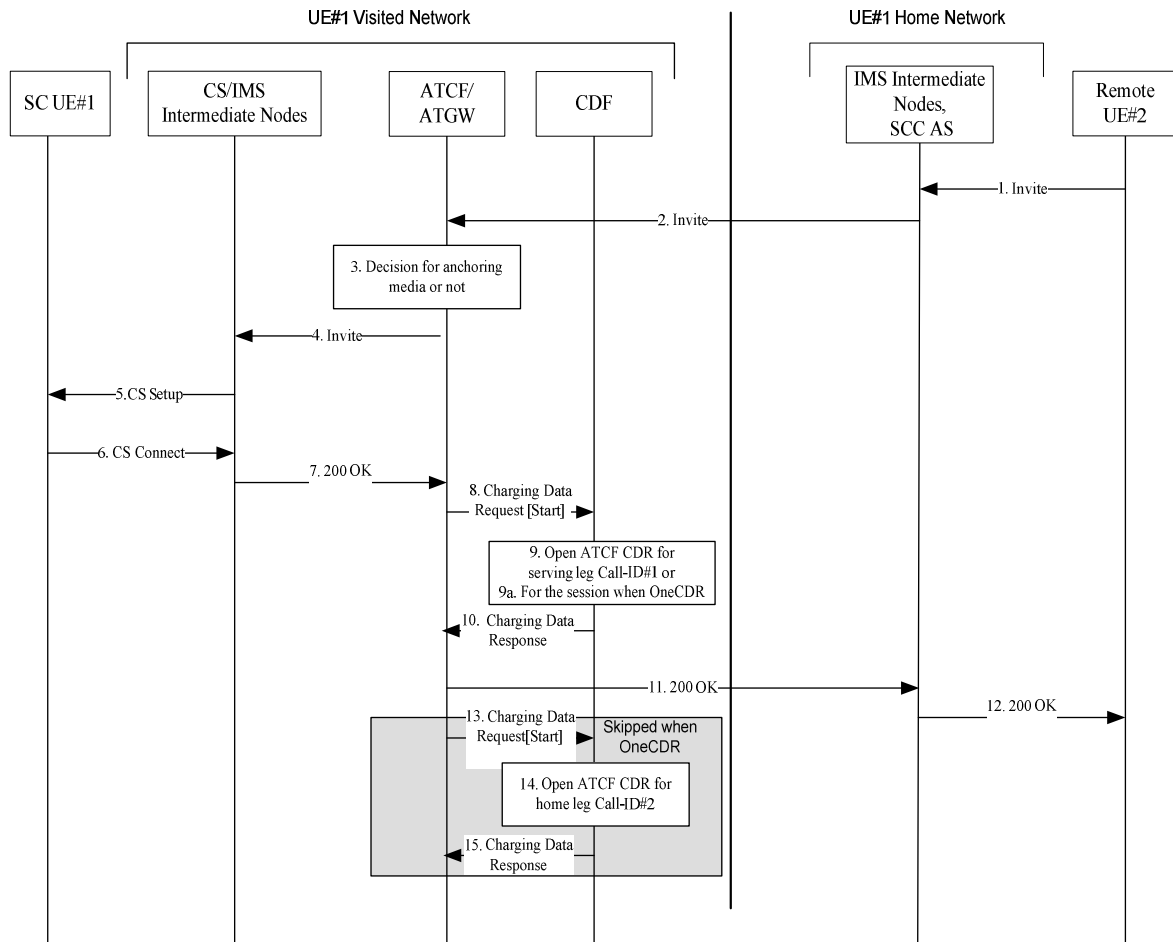 UE#1 Visited Network
UE#1 Home Network
SC UE#1
CS/IMS
Intermediate Nodes
ATCF/
ATGW
CDF
IMS Intermediate
Nodes,
SCC AS
Remote
UE#2
1. Invite
2. Invite
3. Decision for anchoring
media or not
4. Invite
5.CS Setup
6. CS Connect
7. 200 OK
8. Charging Data
Request [Start]
9. Open ATCF CDR for
serving leg Call-ID#1 or
9a. For the session when OneCDR
10. Charging Data
Response
11. 200 OK
12. 200 OK
13. Charging Data
Request[Start]
Skipped when
OneCDR
14. Open ATCF CDR for
home leg Call-ID#2
15. Charging Data
Response